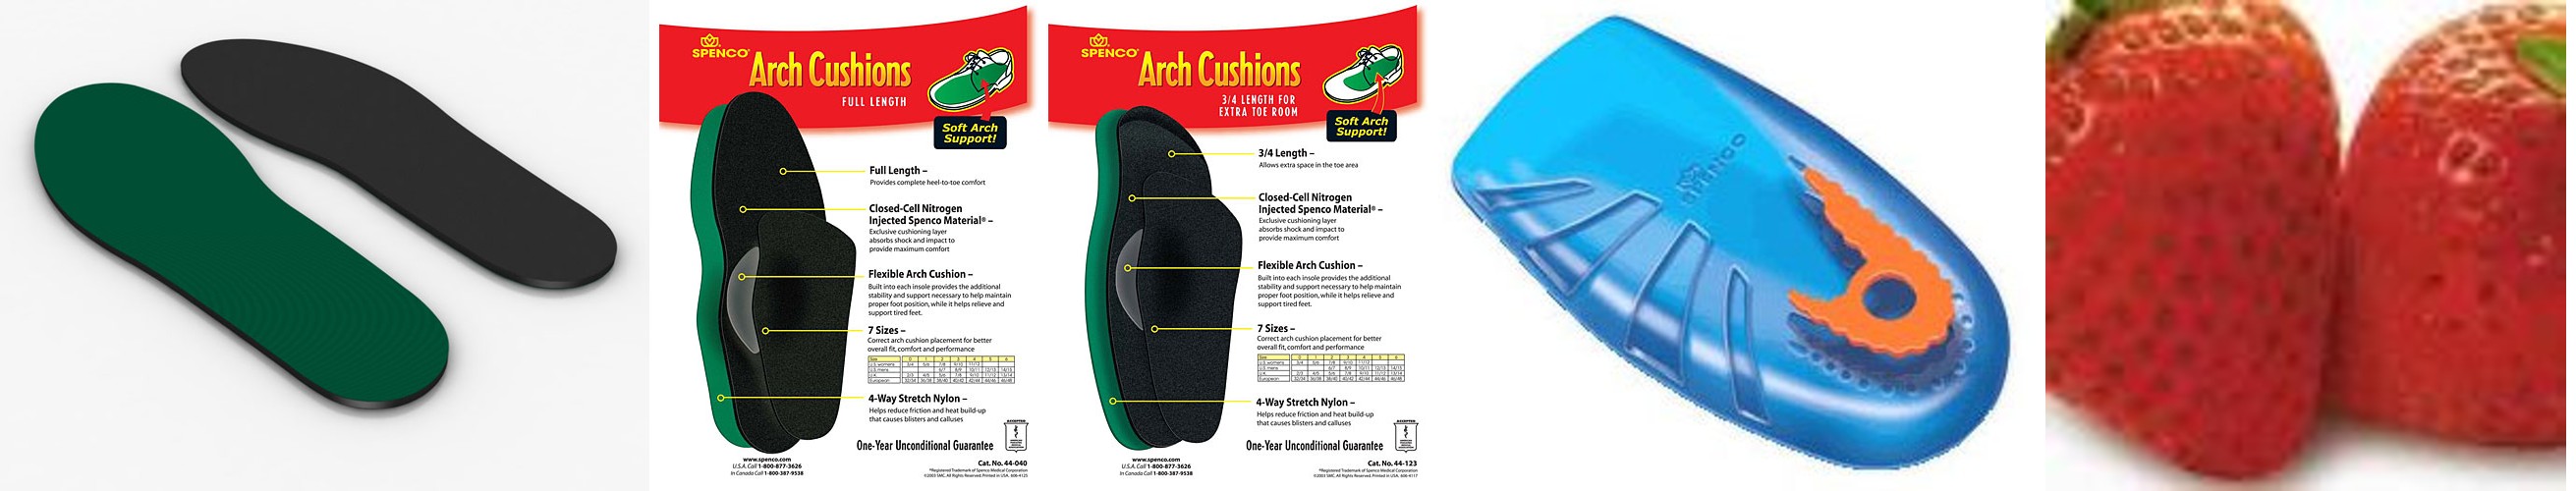 SPENCO®
Arch Cushions
FULL LENGTH
Soft Arch
Support!
Full Length –
Provides complete heel-to-toe comfort
Closed-Cell Nitrogen
Injected Spenco Material® –
Exclusive cushioning layer
absorbs shock and impact to
provide maximum comfort
Flexible Arch Cushion –
Built into each insole provides the additional
stability and support necessary to help maintain
proper foot position, while it helps relieve and
support tired feet.
7 Sizes –
Correct arch cushion placement for better
overall fit, comfort and performance
4-Way Stretch Nylon –
Helps reduce friction and heat build-up
that causes blisters and calluses
One-Year Unconditional Guarantee
www.spenco.com
U.S.A. Call 1-800-877-3626
In Canada Call 1-800-387-9538
Cat. No. 44-040
SPENCO®
Arch Cushions
3/4 LENGTH FOR
EXTRA TOE ROOM
Soft Arch
Support!
3/4 Length –
Allows extra space in the toe area
Closed-Cell Nitrogen
Injected Spenco Material® –
Exclusive cushioning layer
absorbs shock and impact to
provide maximum comfort
Flexible Arch Cushion –
Built into each insole provides the additional
stability and support necessary to help maintain
proper foot position, while it helps relieve and
support tired feet.
7 Sizes –
Correct arch cushion placement for better
overall fit, comfort and performance
4-Way Stretch Nylon –
Helps reduce friction and heat build-up
that causes blisters and calluses
One-Year Unconditional Guarantee
www.spenco.com
U.S.A. Call 1-800-877-3626
In Canada Call 1-800-387-9538
Cat. No. 44-123
SPENCO